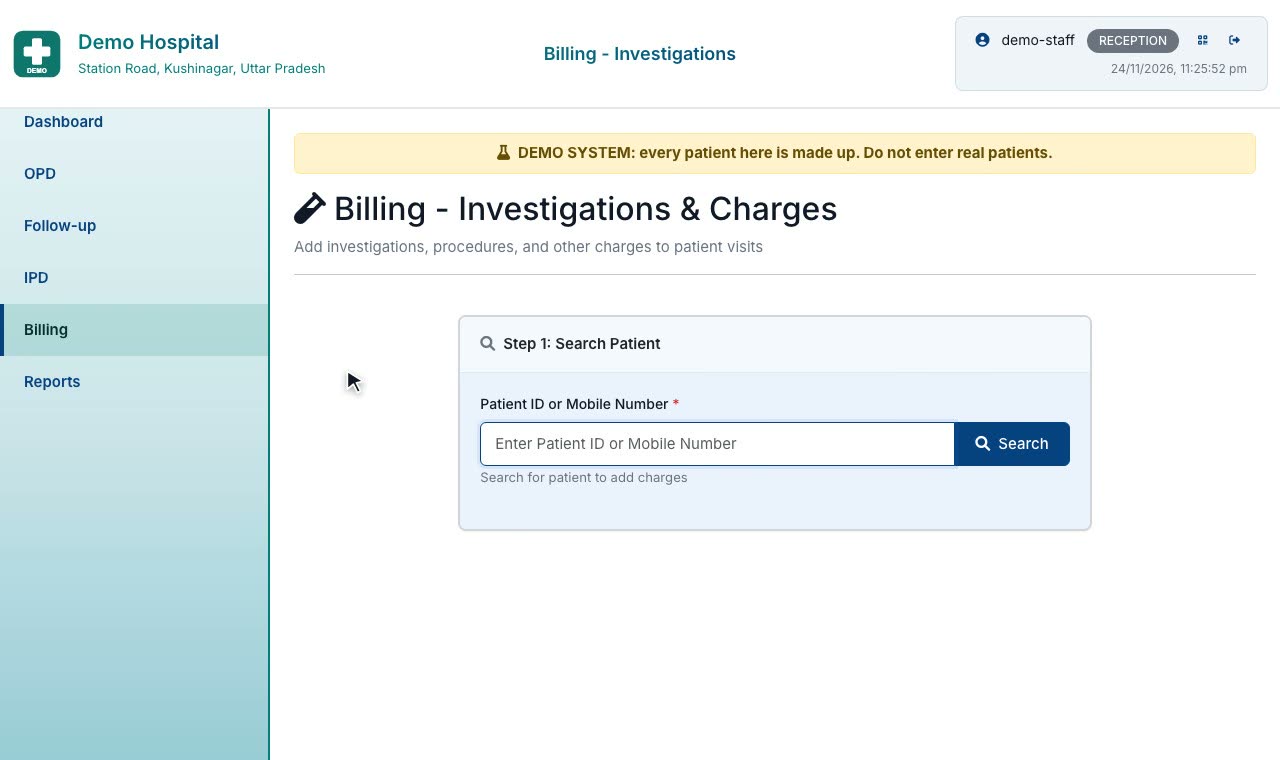 DEMO
Demo Hospital
Station Road, Kushinagar, Uttar Pradesh
Billing - Investigations
demo-staff
RECEPTION
24/11/2026, 11:25:52 pm
Dashboard
OPD
Follow-up
IPD
Billing
Reports
DEMO SYSTEM: every patient here is made up. Do not enter real patients.
Billing - Investigations & Charges
Add investigations, procedures, and other charges to patient visits
Step 1: Search Patient
Patient ID or Mobile Number *
Enter Patient ID or Mobile Number
Search
Search for patient to add charges